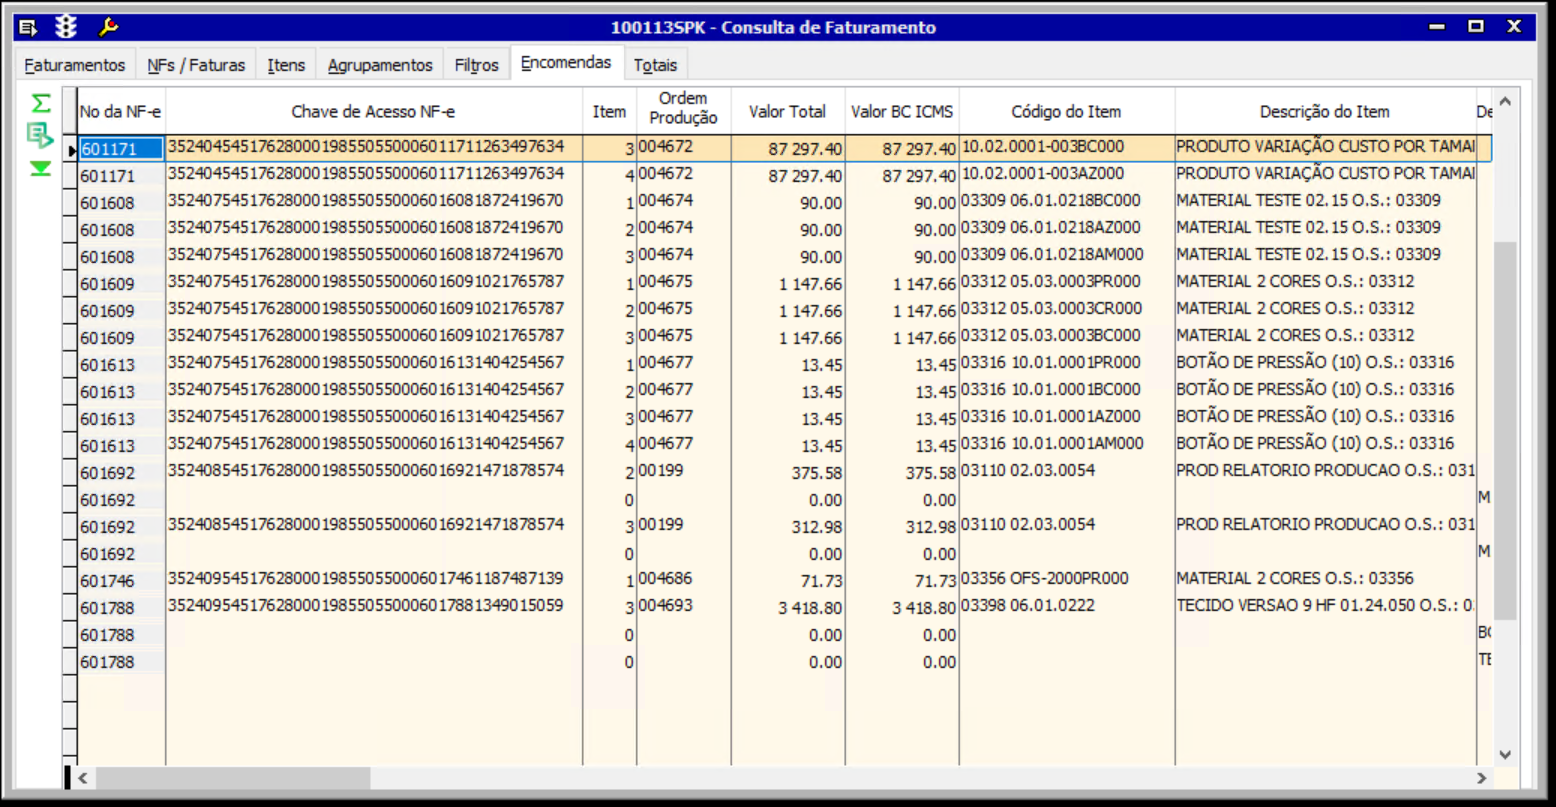 100113SPK - Consulta de Faturamento
Faturamentos NFs / Faturas Itens Agrupamentos Filtros Encomendas Totais
No da NF-e Chave de Acesso NF-e Item Ordem Produção Valor Total Valor BC ICMS Código do Item Descrição do Item De
601171 35240454517628000198550550006011711263497634 3 004672 87 297.40 87 297.40 10.02.0001-003BC000 PRODUTO VARIAÇÃO CUSTO POR TAMAI
601171 35240454517628000198550550006011711263497634 4 004672 87 297.40 87 297.40 10.02.0001-003AZ000 PRODUTO VARIAÇÃO CUSTO POR TAMAI
601608 35240754517628000198550550006016081872419670 1 004674 90.00 90.00 03309 06.01.0218BC000 MATERIAL TESTE 02.15 O.S.: 03309
601608 35240754517628000198550550006016081872419670 2 004674 90.00 90.00 03309 06.01.0218AZ000 MATERIAL TESTE 02.15 O.S.: 03309
601608 35240754517628000198550550006016081872419670 3 004674 90.00 90.00 03309 06.01.0218AM000 MATERIAL TESTE 02.15 O.S.: 03309
601609 35240754517628000198550550006016091021765787 1 004675 1 147.66 1 147.66 03312 05.03.0003PR000 MATERIAL 2 CORES O.S.: 03312
601609 35240754517628000198550550006016091021765787 2 004675 1 147.66 1 147.66 03312 05.03.0003CR000 MATERIAL 2 CORES O.S.: 03312
601609 35240754517628000198550550006016091021765787 3 004675 1 147.66 1 147.66 03312 05.03.0003BC000 MATERIAL 2 CORES O.S.: 03312
601613 35240754517628000198550550006016131404254567 1 004677 13.45 13.45 03316 10.01.0001PR000 BOTÃO DE PRESSÃO (10) O.S.: 03316
601613 35240754517628000198550550006016131404254567 2 004677 13.45 13.45 03316 10.01.0001BC000 BOTÃO DE PRESSÃO (10) O.S.: 03316
601613 35240754517628000198550550006016131404254567 3 004677 13.45 13.45 03316 10.01.0001AZ000 BOTÃO DE PRESSÃO (10) O.S.: 03316
601613 35240754517628000198550550006016131404254567 4 004677 13.45 13.45 03316 10.01.0001AM000 BOTÃO DE PRESSÃO (10) O.S.: 03316
601692 35240854517628000198550550006016921471878574 2 00199 375.58 375.58 03110 02.03.0054 PROD RELATORIO PRODUCAO O.S.: 031
601692 0 0.00 0.00 M
601692 35240854517628000198550550006016921471878574 3 00199 312.98 312.98 03110 02.03.0054 PROD RELATORIO PRODUCAO O.S.: 031
601692 0 0.00 0.00 M
601746 35240954517628000198550550006017461187487139 1 004686 71.73 71.73 03356 OFS-2000PR000 MATERIAL 2 CORES O.S.: 03356
601788 35240954517628000198550550006017881349015059 3 004693 3 418.80 3 418.80 03398 06.01.0222 TECIDO VERSAO 9 HF 01.24.050 O.S.: 0
601788 0 0.00 0.00 BO
601788 0 0.00 0.00 TE